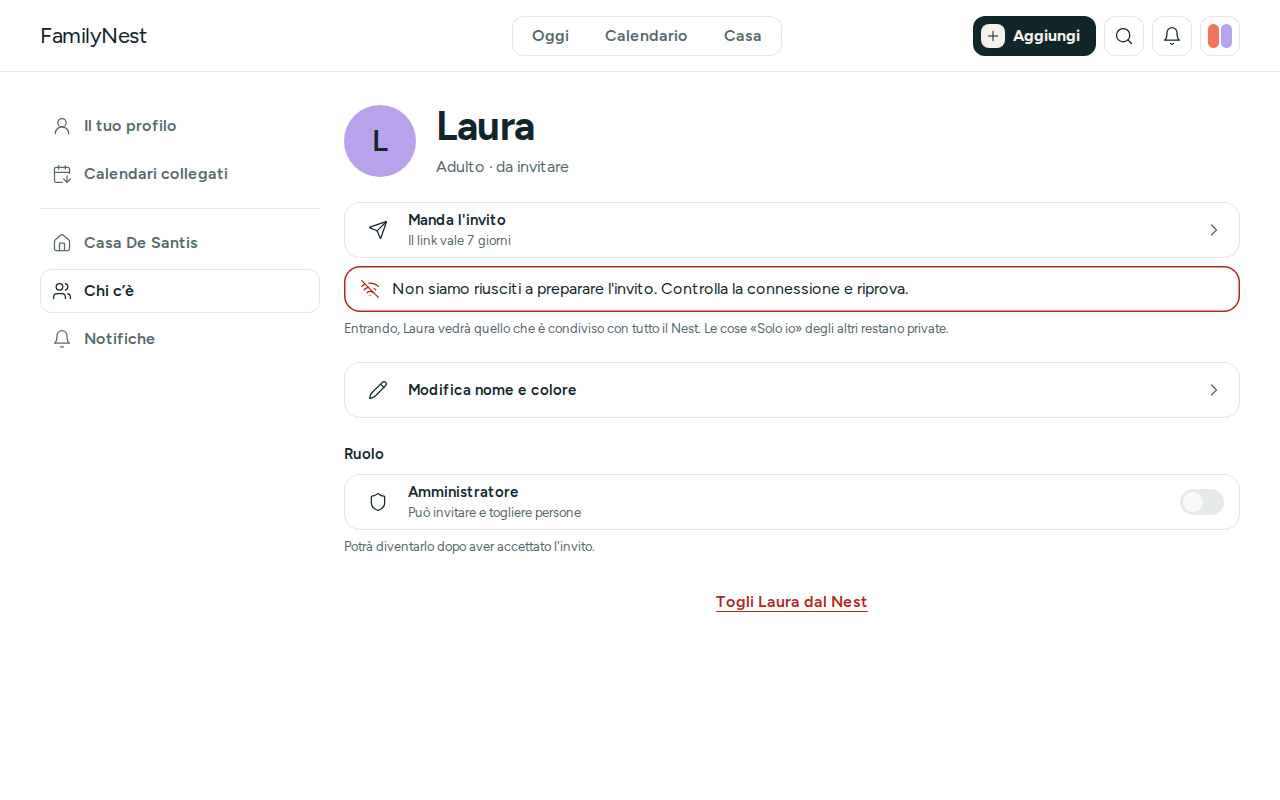 FamilyNest
Oggi
Calendario
Casa
Aggiungi
Il tuo profilo
Calendari collegati
Casa De Santis
Chi c’è
Notifiche
L
Laura
Adulto · da invitare
Manda l'invito
Il link vale 7 giorni
Non siamo riusciti a preparare l'invito. Controlla la connessione e riprova.
Entrando, Laura vedrà quello che è condiviso con tutto il Nest. Le cose «Solo io» degli altri restano private.
Modifica nome e colore
Ruolo
Amministratore
Può invitare e togliere persone
Potrà diventarlo dopo aver accettato l'invito.
Togli Laura dal Nest